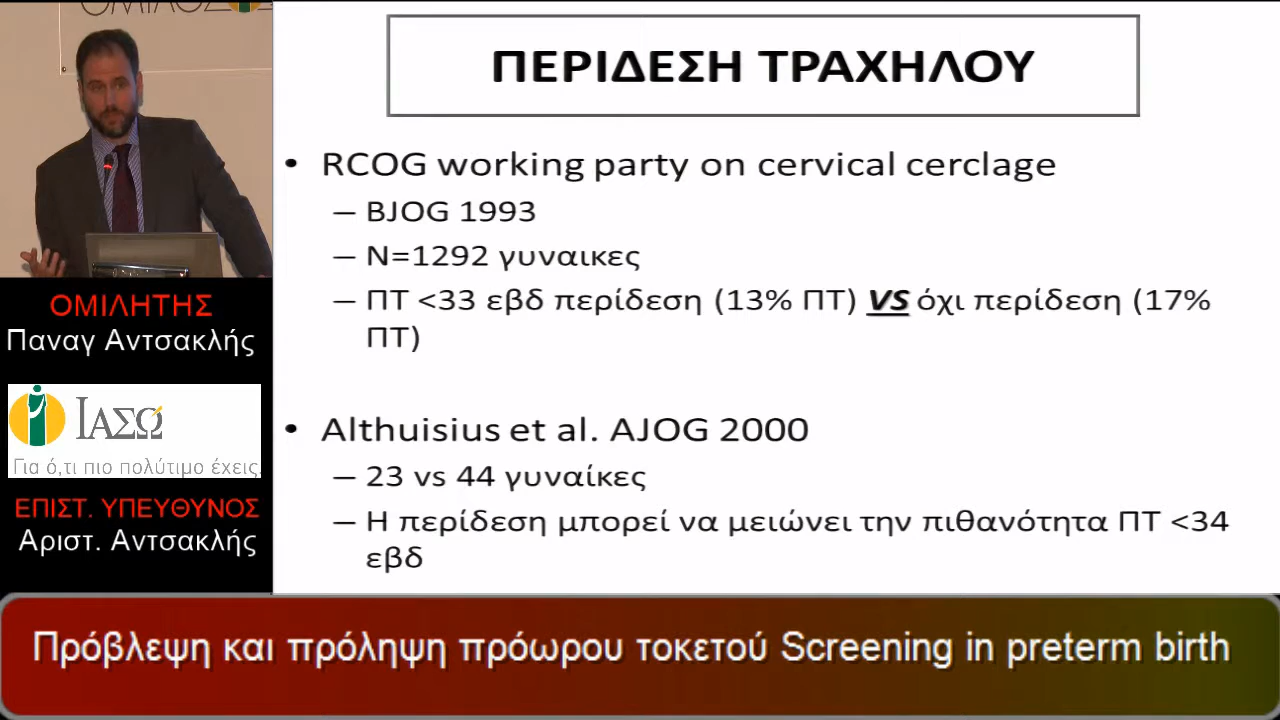 ΟΜΙΛΟΣ
ΠΕΡΙΔΕΣΗ ΤΡΑΧΗΛΟΥ
• RCOG working party on cervical cerclage
– BJOG 1993
– N=1292 γυναικες
– ΠΤ <33 εβδ περίδεση (13% ΠΤ) VS όχι περίδεση (17%
ΠΤ)
• Althuisius et al. AJOG 2000
– 23 vs 44 γυναίκες
– Η περίδεση μπορεί να μειώνει την πιθανότητα ΠΤ <34
εβδ
ΟΜΙΛΗΤΗΣ
Παναγ Αντσακλής
ΙΑΣΩ
Για ό,τι πιο πολύτιμο έχεις.
ΕΠΙΣΤ. ΥΠΕΥΘΥΝΟΣ
Αριστ. Αντσακλής
Πρόβλεψη και πρόληψη πρόωρου τοκετού Screening in preterm birth